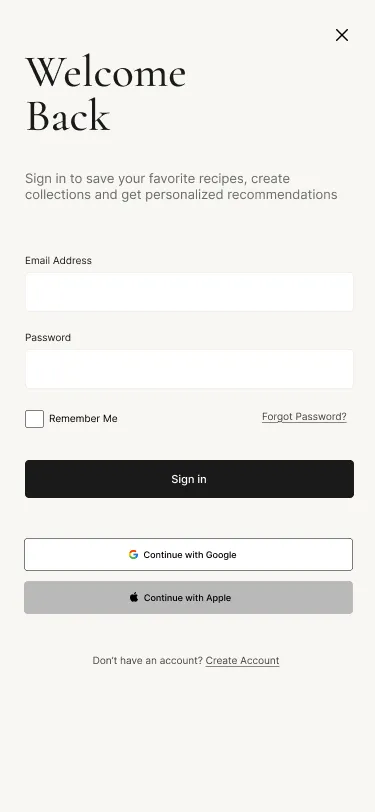 Welcome
Back
Sign in to save your favorite recipes, create
collections and get personalized recommendations
Email Address
Password
Remember Me
Forgot Password?
Sign in
Continue with Google
Continue with Apple
Don't have an account? Create Account